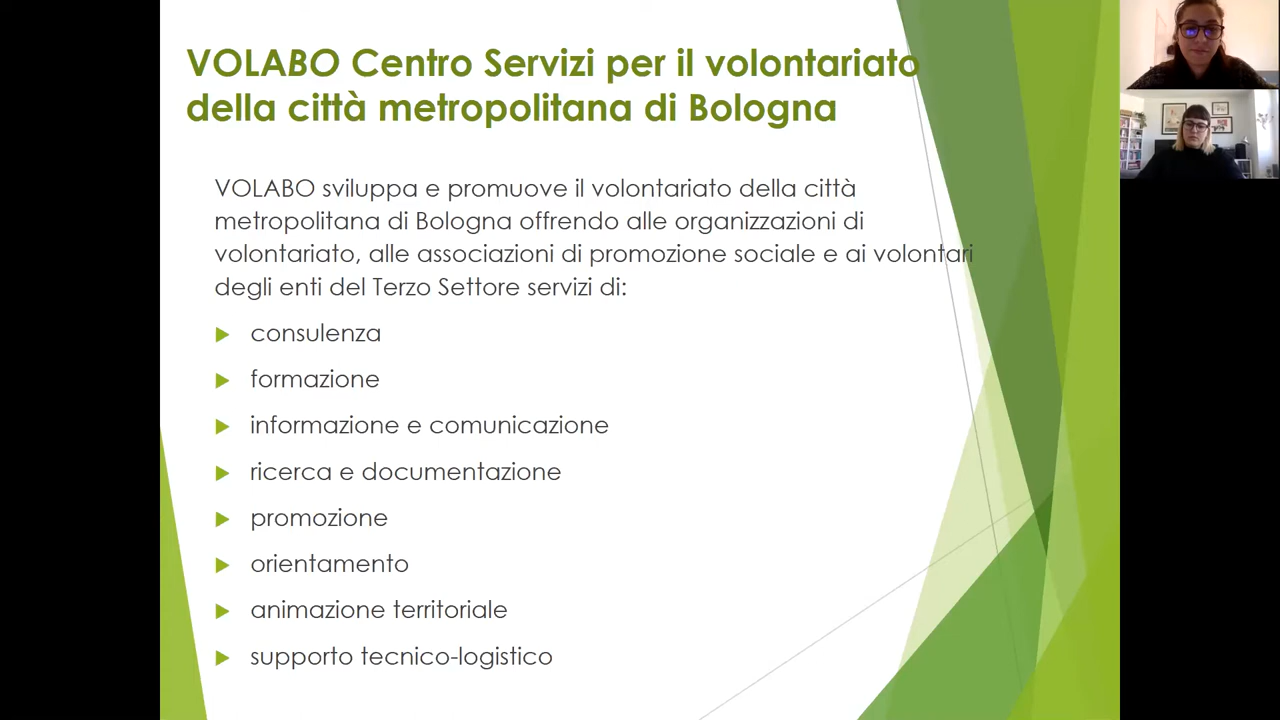 VOLABO Centro Servizi per il volontariato
della città metropolitana di Bologna
VOLABO sviluppa e promuove il volontariato della città
metropolitana di Bologna offrendo alle organizzazioni di
volontariato, alle associazioni di promozione sociale e ai volontari
degli enti del Terzo Settore servizi di:
consulenza
formazione
informazione e comunicazione
ricerca e documentazione
promozione
orientamento
animazione territoriale
supporto tecnico-logistico